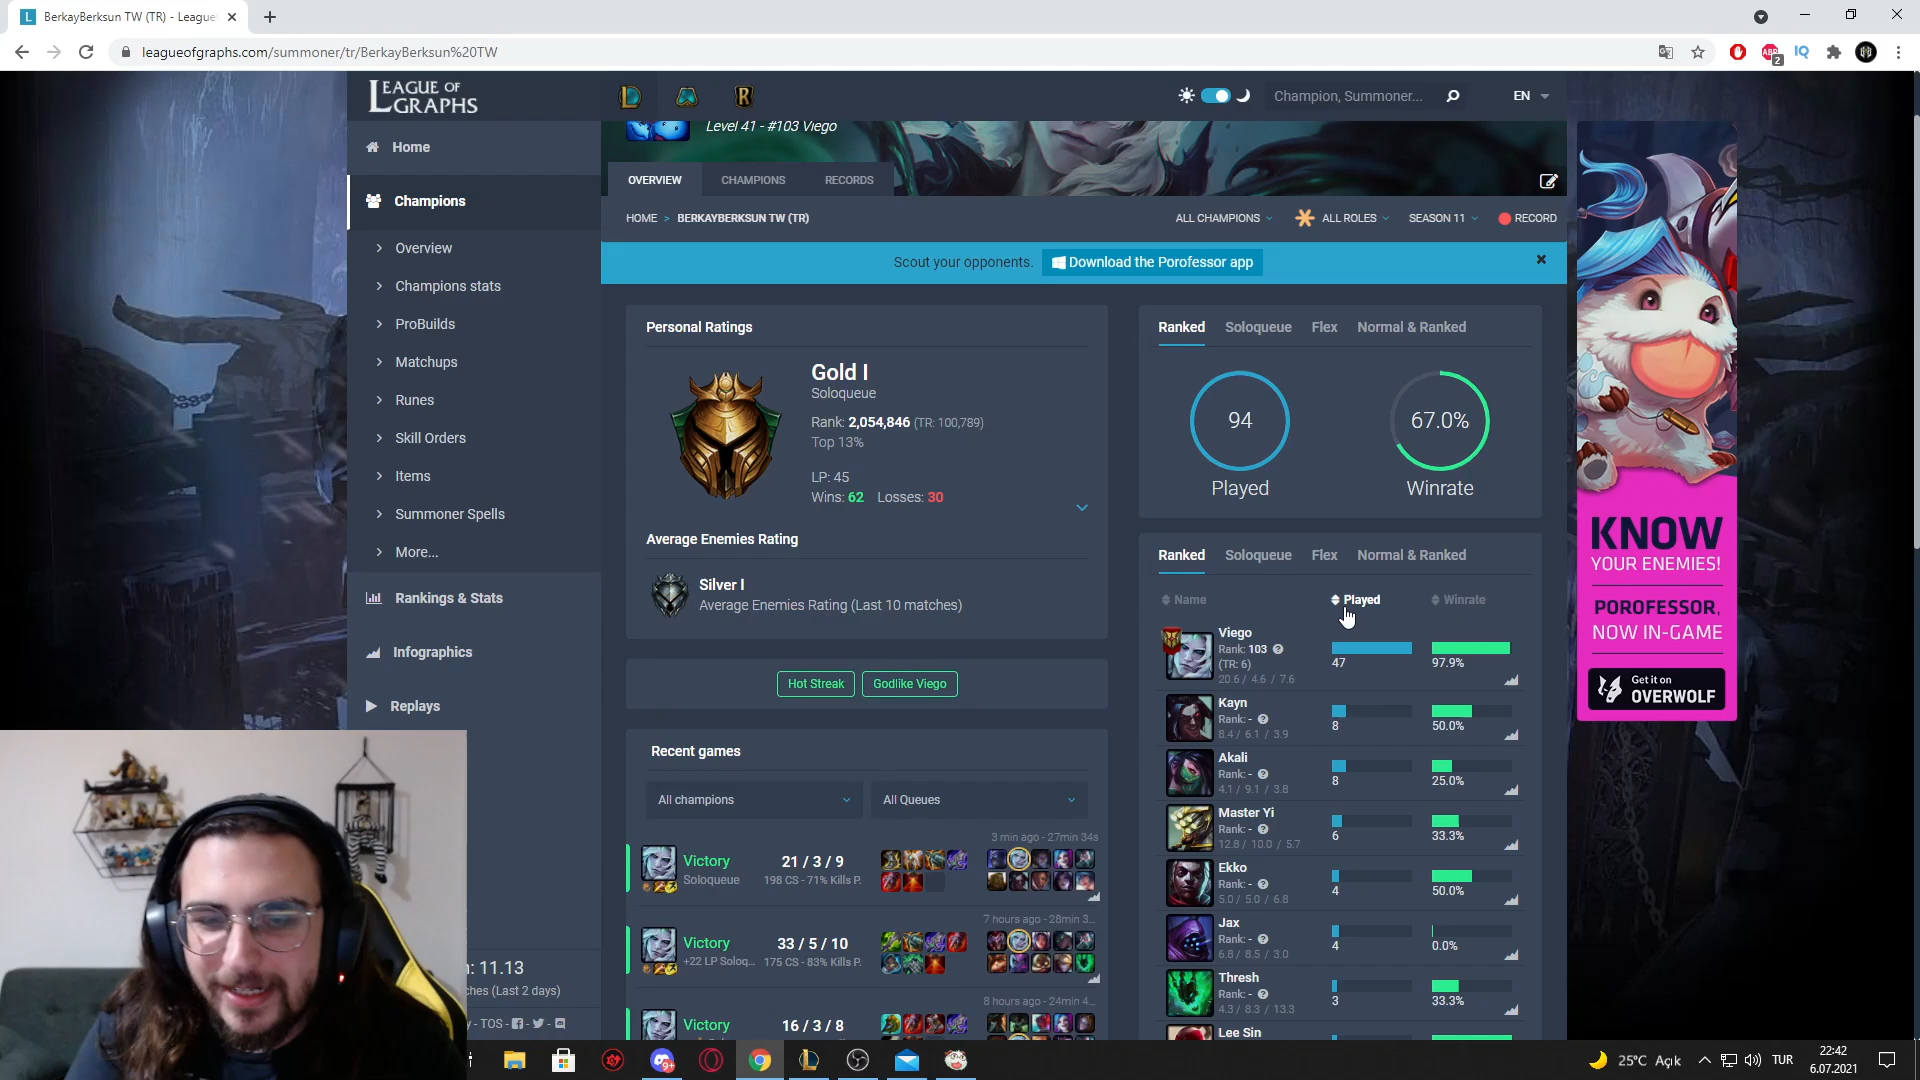 BerkayBerksun TW (TR) - League
leagueofgraphs.com/summoner/tr/BerkayBerksun%20TW
2
LEAGUE OF
GRAPHS
Champion, Summoner...
EN
Level 41 - #103 Viego
Home
Champions
Overview
Champions stats
ProBuilds
Matchups
Runes
Skill Orders
Items
Summoner Spells
More...
Rankings & Stats
Infographics
Replays
OVERVIEW
CHAMPIONS
RECORDS
HOME > BERKAYBERKSUN TW (TR)
ALL CHAMPIONS
ALL ROLES
SEASON 11
RECORD
Scout your opponents.
Download the Porofessor app
Personal Ratings
Gold I
Soloqueue
Rank: 2,054,846 (TR: 100,789)
Top 13%
LP: 45
Wins: 62 Losses: 30
Average Enemies Rating
Silver I
Average Enemies Rating (Last 10 matches)
Hot Streak
Godlike Viego
Recent games
All champions
All Queues
3 min ago - 27min 34s
Victory
Soloqueue
21 / 3 / 9
198 CS - 71% Kills P.
7 hours ago - 28min 3...
Victory
+22 LP Soloq...
33 / 5 / 10
175 CS - 83% Kills P.
8 hours ago - 24min 4...
Victory
16 / 3 / 8
Ranked Soloqueue Flex Normal & Ranked
94
Played
67.0%
Winrate
Ranked Soloqueue Flex Normal & Ranked
Name Played Winrate
Viego
Rank: 103
(TR: 6)
20.6 / 4.6 / 7.6
47
97.9%
Kayn
Rank: -
8.4 / 6.1 / 3.9
8
50.0%
Akali
Rank: -
4.1 / 9.1 / 3.8
8
25.0%
Master Yi
Rank: -
12.8 / 10.0 / 5.7
6
33.3%
Ekko
Rank: -
5.0 / 5.0 / 6.8
4
50.0%
Jax
Rank: -
6.8 / 8.5 / 3.0
4
0.0%
Thresh
Rank: -
4.3 / 8.3 / 13.3
3
33.3%
Lee Sin
KNOW
YOUR ENEMIES!
POROFESSOR,
NOW IN-GAME
Get it on
OVERWOLF
: 11.13
ches (Last 2 days)
y - TOS -
9+
25°C Açık
TUR
22:42
6.07.2021